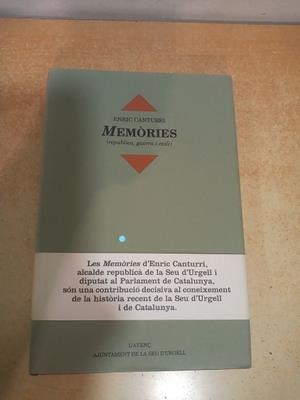 ENRIC CANTURRI
MEMÒRIES
(república, guerra i exili)
Les Memòries d'Enric Canturri,
alcalde republicà de la Seu d'Urgell i
diputat al Parlament de Catalunya,
són una contribució decisiva al coneixement
de la història recent de la Seu d'Urgell
i de Catalunya.
L'AVENÇ
AJUNTAMENT DE LA SEU D'URGELL